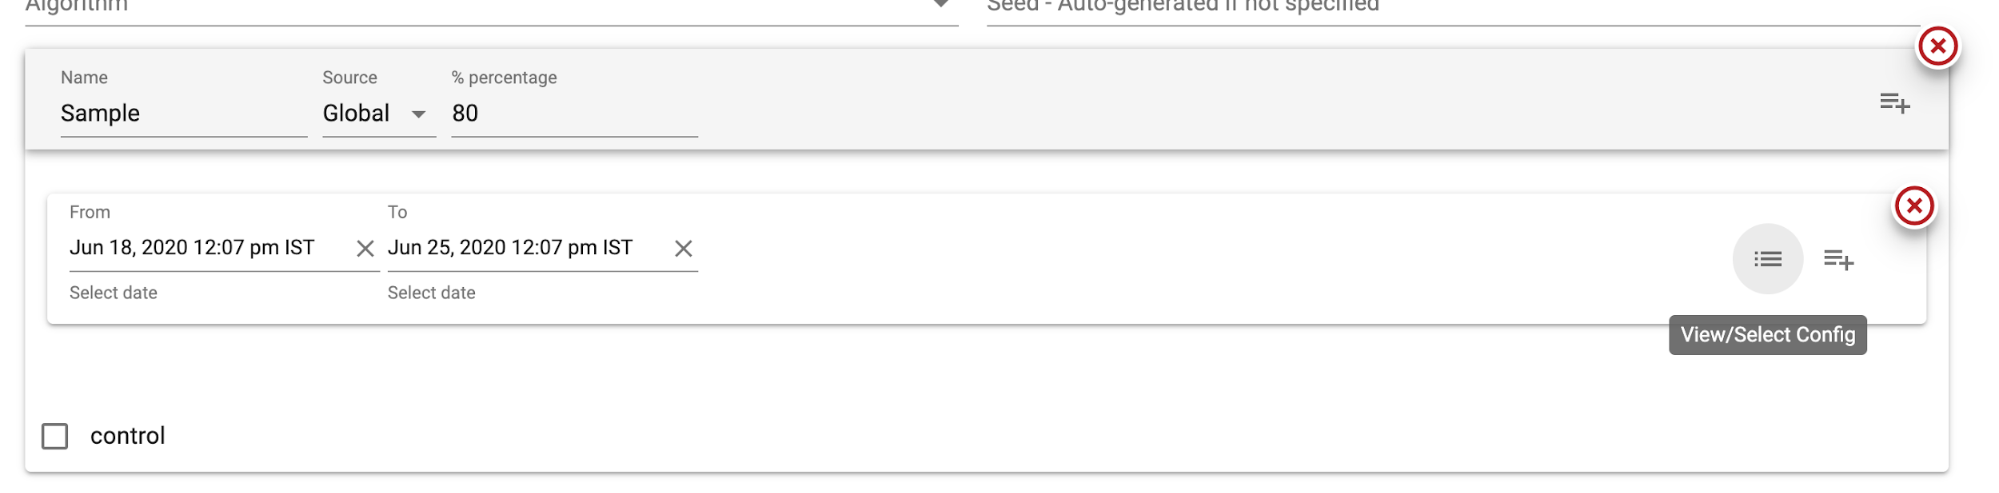 Algorithm
Seed - Auto-generated if not specified
Name
Source
% percentage
Sample
Global
80
From
To
Jun 18, 2020 12:07 pm IST
Jun 25, 2020 12:07 pm IST
Select date
Select date
View/Select Config
control